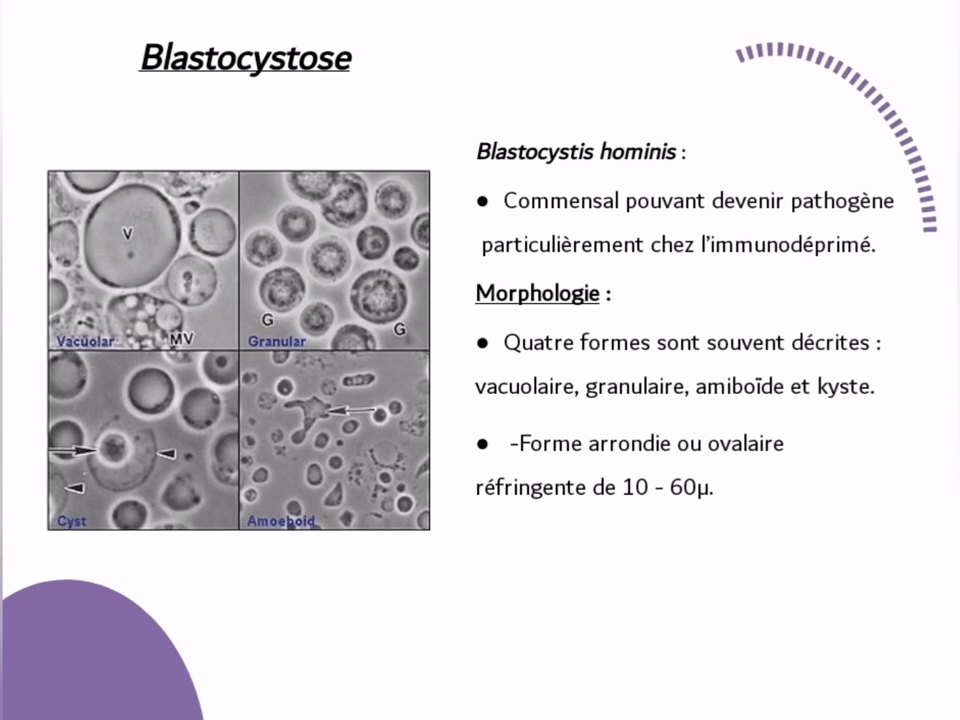 Blastocystose
V
MV
Vacuolar
G
G
Granular
Cyst
Amoeboid
Blastocystis hominis :
● Commensal pouvant devenir pathogène
particulièrement chez l'immunodéprimé.
Morphologie :
● Quatre formes sont souvent décrites :
vacuolaire, granulaire, amiboïde et kyste.
● -Forme arrondie ou ovalaire
réfringente de 10 - 60µ.